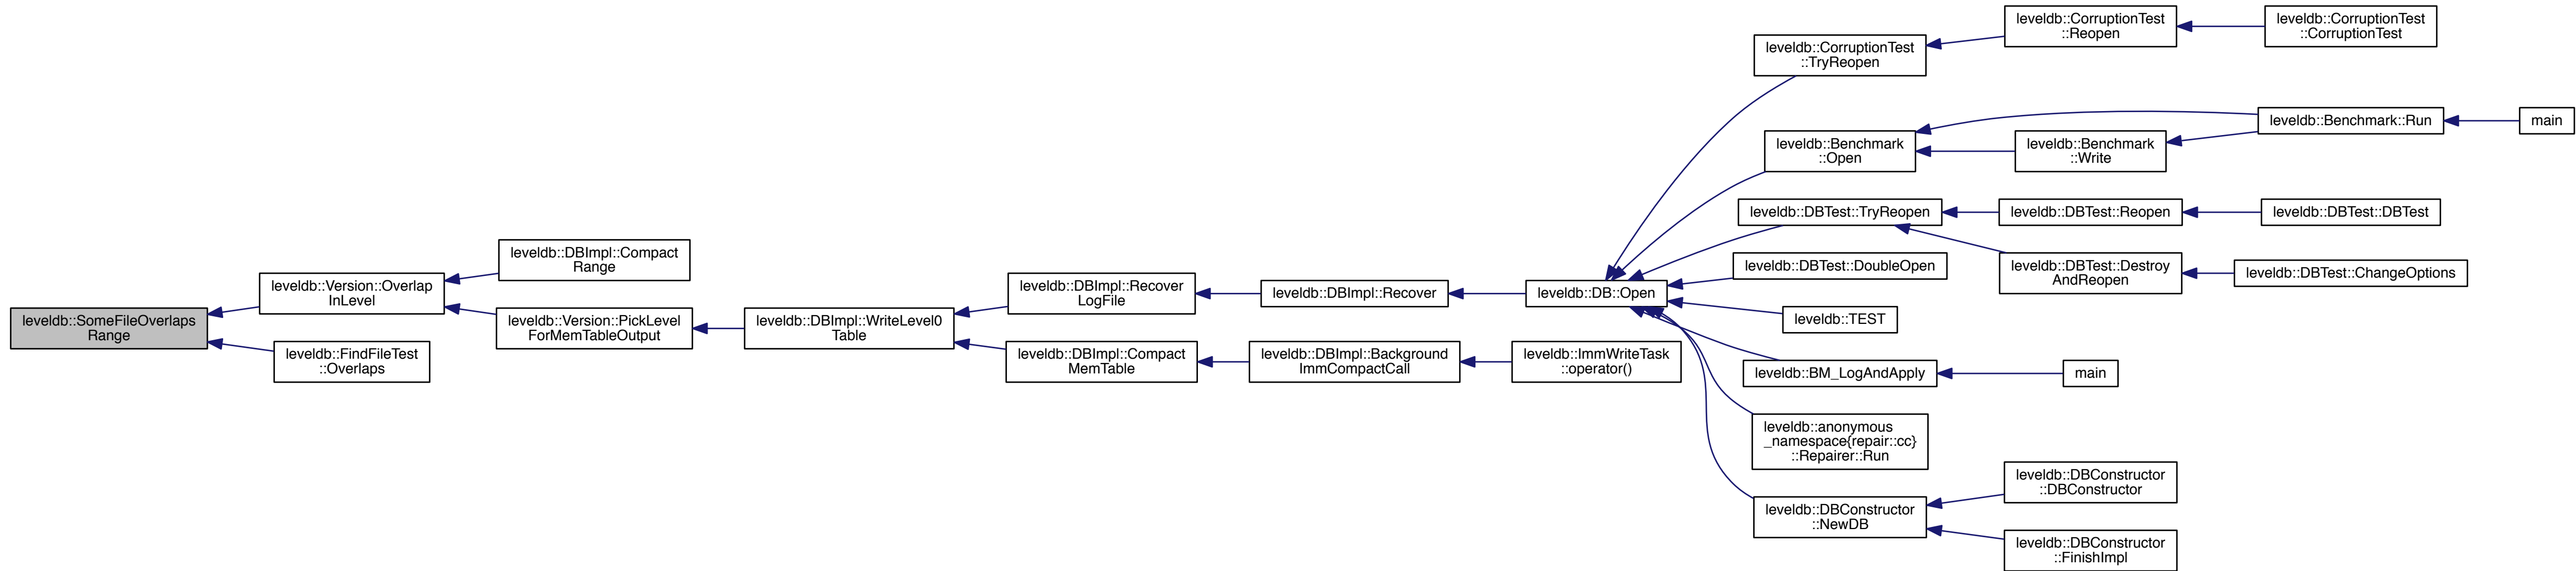 leveldb::SomeFileOverlaps
Range
leveldb::Version::Overlap
InLevel
leveldb::FindFileTest
::Overlaps
leveldb::DBImpl::Compact
Range
leveldb::Version::PickLevel
ForMemTableOutput
leveldb::DBImpl::WriteLevel0
Table
leveldb::DBImpl::Recover
LogFile
leveldb::DBImpl::Compact
MemTable
leveldb::DBImpl::Recover
leveldb::DBImpl::Background
ImmCompactCall
leveldb::DB::Open
leveldb::ImmWriteTask
::operator()
leveldb::CorruptionTest
::TryReopen
leveldb::CorruptionTest
::Reopen
leveldb::CorruptionTest
::CorruptionTest
leveldb::Benchmark
::Open
leveldb::Benchmark
::Write
leveldb::Benchmark::Run
main
leveldb::DBTest::TryReopen
leveldb::DBTest::Reopen
leveldb::DBTest::DBTest
leveldb::DBTest::Destroy
AndReopen
leveldb::DBTest::ChangeOptions
leveldb::DBTest::DoubleOpen
leveldb::TEST
leveldb::BM_LogAndApply
main
leveldb::anonymous
_namespace{repair::cc}
::Repairer::Run
leveldb::DBConstructor
::NewDB
leveldb::DBConstructor
::DBConstructor
leveldb::DBConstructor
::FinishImpl